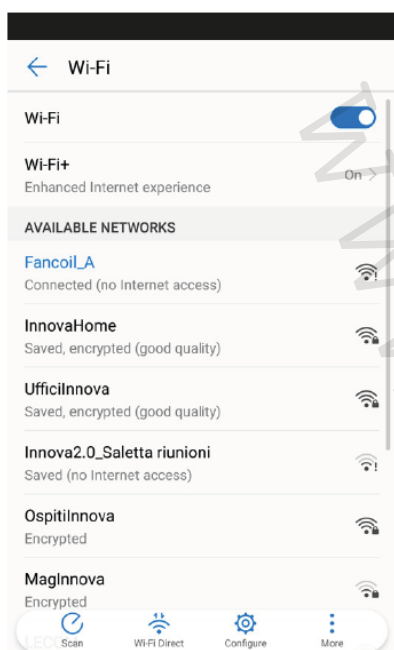 Wi-Fi
Wi-Fi
Wi-Fi+
Enhanced Internet experience
On
AVAILABLE NETWORKS
Fancoil_A
Connected (no Internet access)
InnovaHome
Saved, encrypted (good quality)
UfficiInnova
Saved, encrypted (good quality)
Innova2.0_Saletta riunioni
Saved (no Internet access)
OspitiInnova
Encrypted
MagInnova
Encrypted
Scan
Wi-Fi Direct
Configure
More